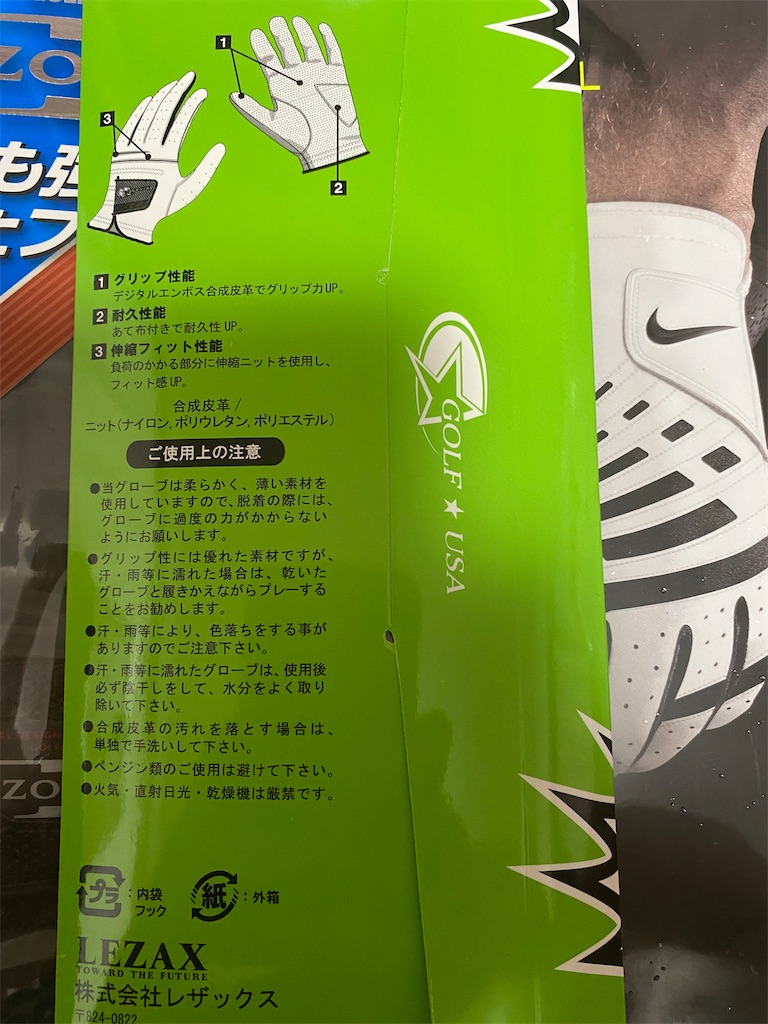 1
3
2
ZO
も強
1 グリップ性能
デジタルエンボス合成皮革でグリップ力UP。
2 耐久性能
あて布付きで耐久性UP。
3 伸縮フィット性能
負荷のかかる部分に伸縮ニットを使用し、
フィット感UP。
合成皮革/
ニット(ナイロン,ポリウレタン,ポリエステル)
ご使用上の注意
●当グローブは柔らかく、薄い素材を
使用していますので、脱着の際には、
グローブに過度の力がかからない
ようにお願いします。
●グリップ性には優れた素材ですが、
汗・雨等に濡れた場合は、乾いた
グローブと履きかえながらプレーする
ことをお勧めします。
●汗・雨等により、色落ちをする事が
ありますのでご注意下さい。
●汗・雨等に濡れたグローブは、使用後
必ず陰干しをして、水分をよく取り
除いて下さい。
●合成皮革の汚れを落とす場合は、
単独で手洗いして下さい。
●ベンジン類のご使用は避けて下さい。
●火気・直射日光・乾燥機は厳禁です。
プラ:内袋
フック
紙:外箱
LEZAX
TOWARD THE FUTURE
株式会社レザックス
〒824-0822
GOLF★USA
ZO